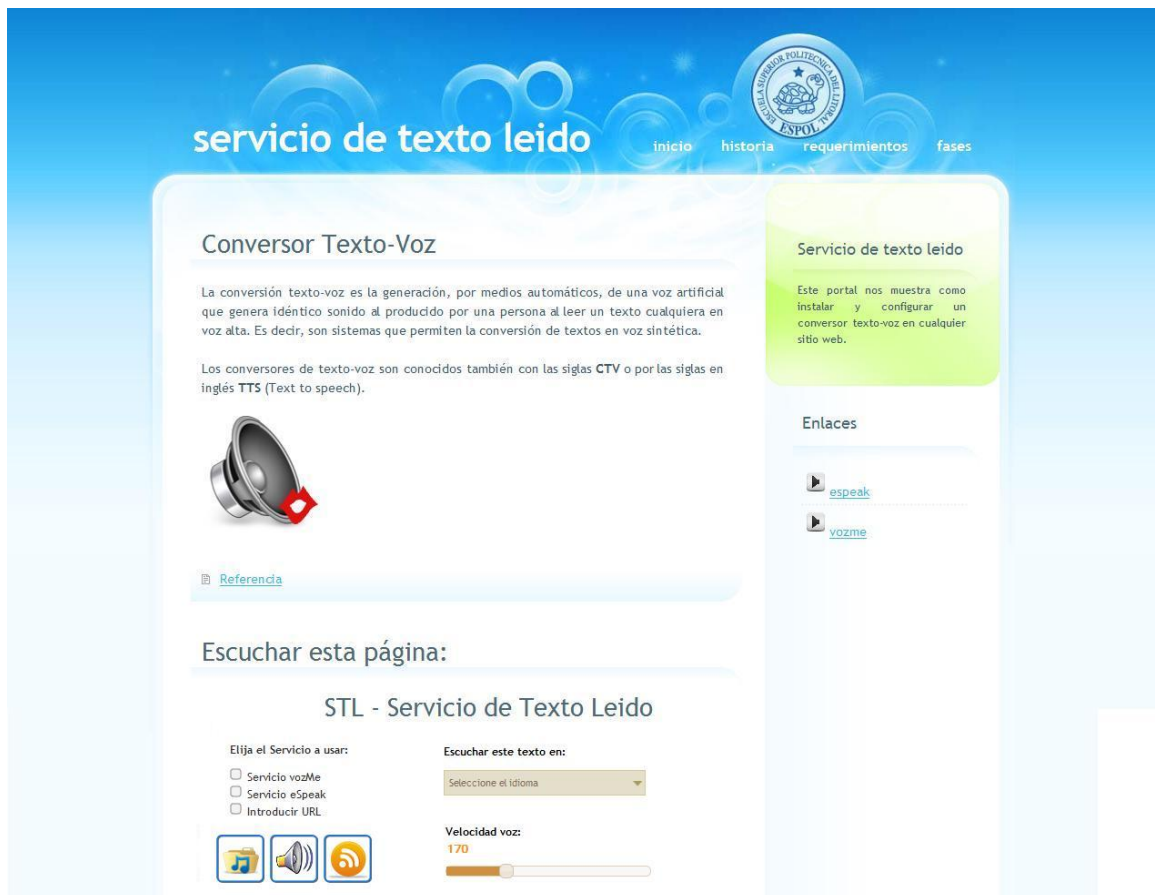 ESCUELA SUPERIOR POLITECNICA DEL LITORAL
ESPOL
servicio de texto leido
inicio historia requerimientos fases
Conversor Texto-Voz
La conversión texto-voz es la generación, por medios automáticos, de una voz artificial
que genera idéntico sonido al producido por una persona al leer un texto cualquiera en
voz alta. Es decir, son sistemas que permiten la conversión de textos en voz sintética.
Los conversores de texto-voz son conocidos también con las siglas CTV o por las siglas en
inglés TTS (Text to speech).
Referencia
Servicio de texto leido
Este portal nos muestra como
instalar y configurar un
conversor texto-voz en cualquier
sitio web.
Enlaces
espeak
vozme
Escuchar esta página:
STL - Servicio de Texto Leido
Elija el Servicio a usar:
Servicio vozMe
Servicio eSpeak
Introducir URL
Escuchar este texto en:
Seleccione el idioma
Velocidad voz:
170